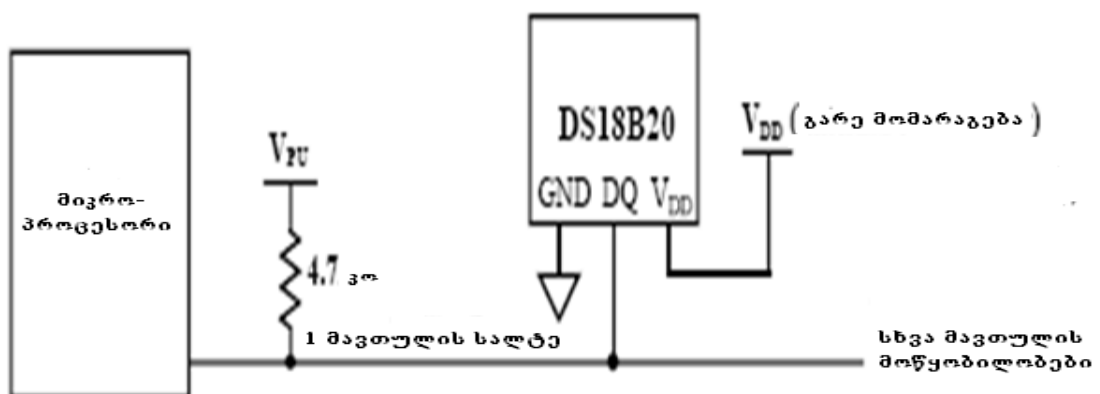 მიკრო-
პროცესორი
VPU
4.7 კო
1 მავთულის სალტე
DS18B20
GND DQ VDD
VDD (გარე მომარაგება)
სხვა მავთულის
მოწყობილობები